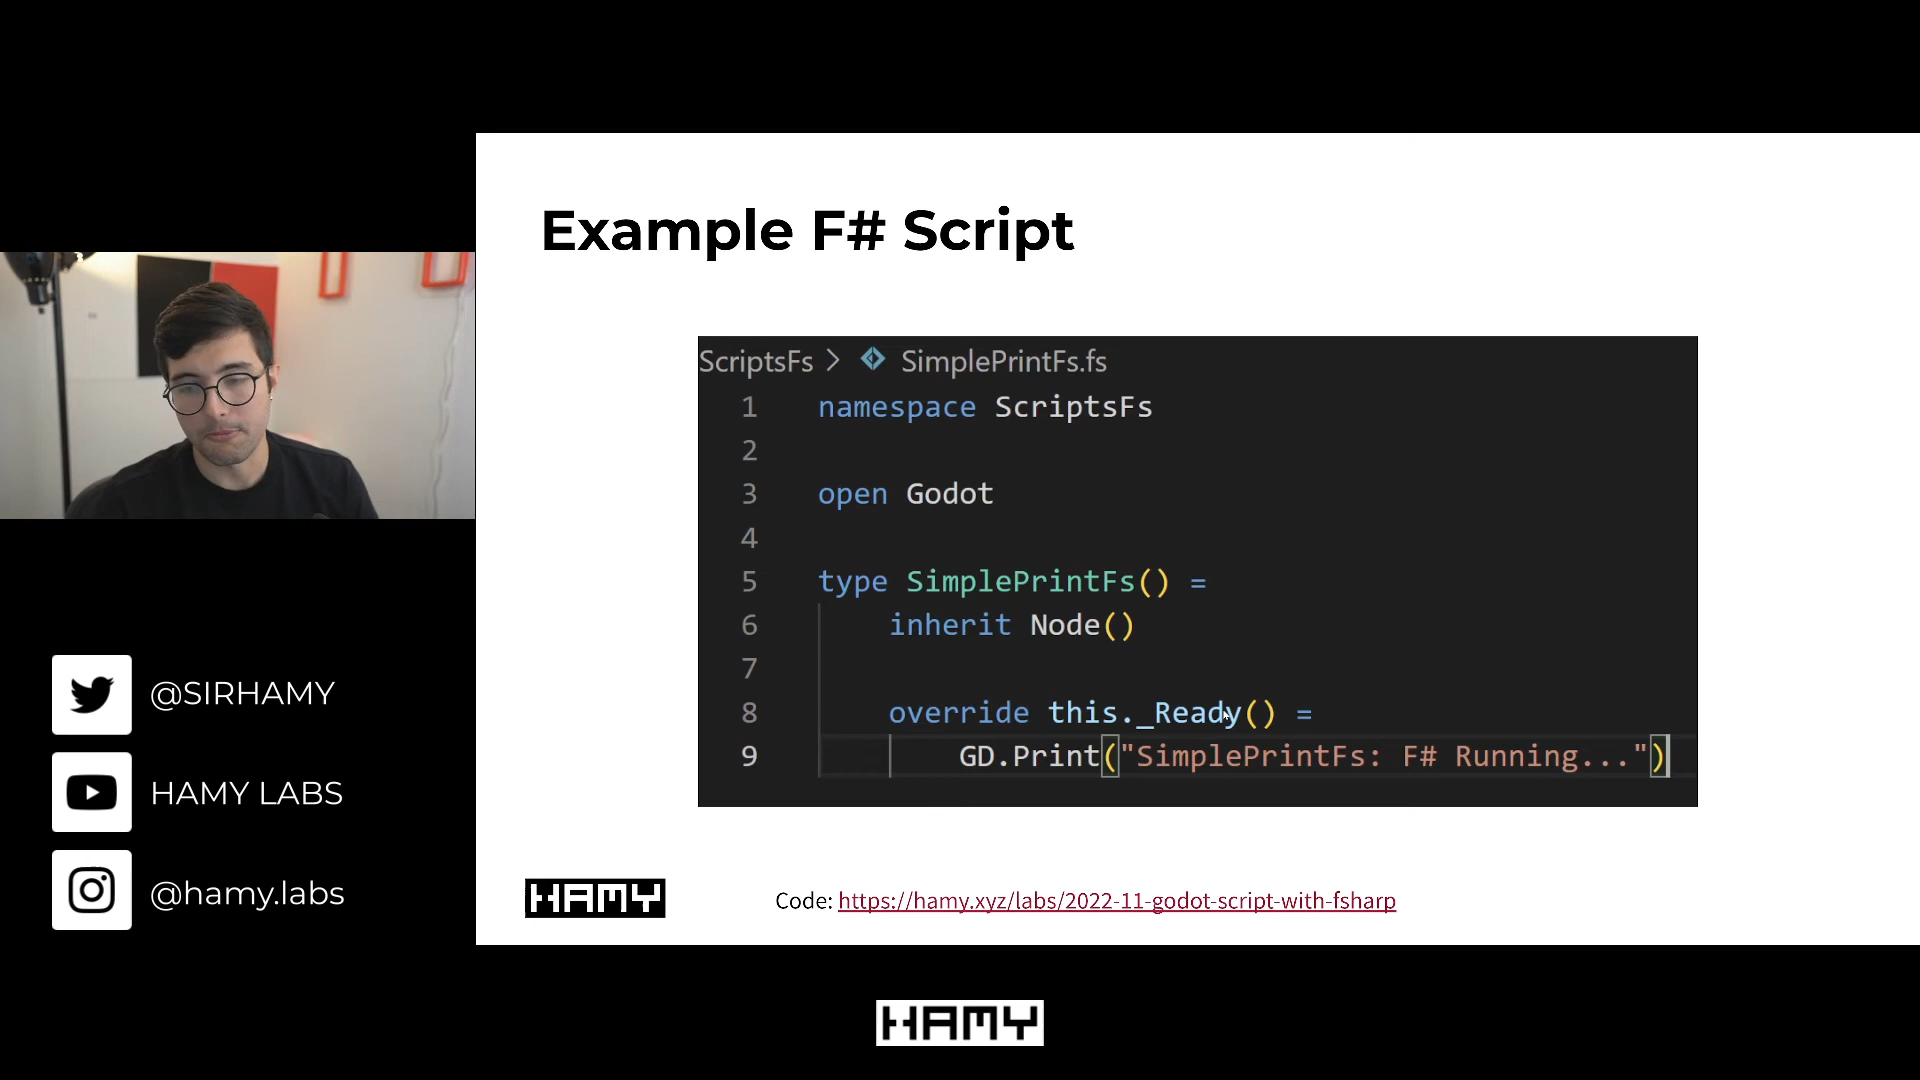 Example F# Script
ScriptsFs > SimplePrintFs.fs
1 namespace ScriptsFs
2
3 open Godot
4
5 type SimplePrintFs() =
6 inherit Node()
7
8 override this._Ready() =
9 GD.Print("SimplePrintFs: F# Running...")
@SIRHAMY
HAMY LABS
@hamy.labs
HAMY
Code: https://hamy.xyz/labs/2022-11-godot-script-with-fsharp
HAMY